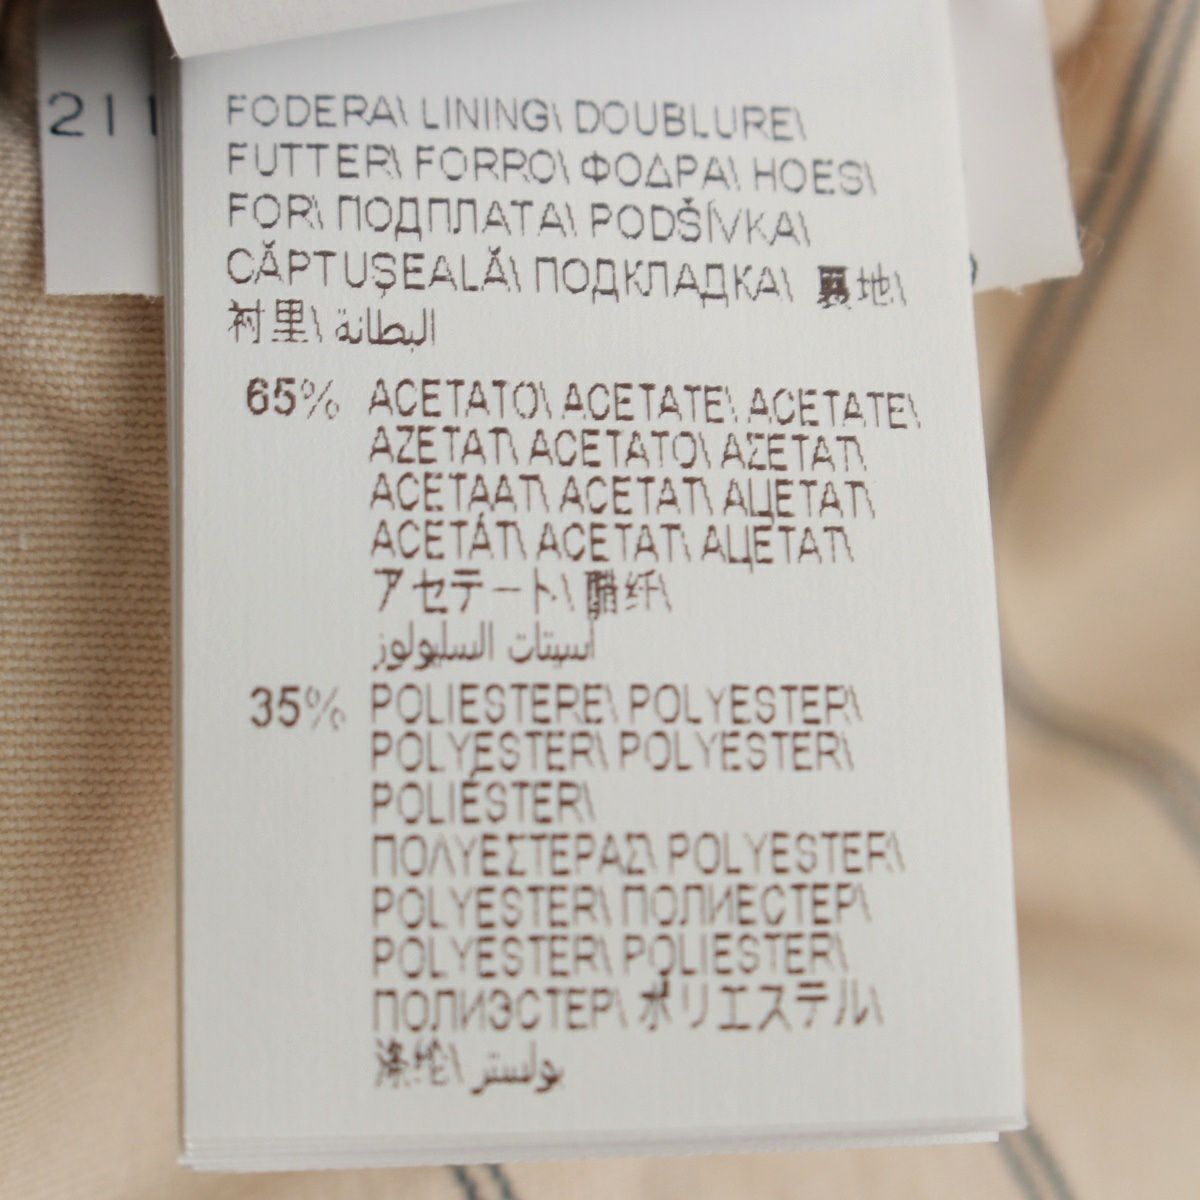 211
FODERA\ LINING\ DOUBLURE\
FUTTER\ FORRO\ ΦΟΔΡΑ\ HOES\
FOR\ ПОДПЛАТА\ PODŠÍVKA\
CĂPTUŞEALĂ\ ПОДКЛАДКА\ 裏地\
衬里\ البطانة
65% ACETATO\ ACETATE\ ACETATE\
AZETAT\ ACETATO\ ΑΣΕΤΑΤ\
ACETAAT\ ACETAT\ АЦЕТАТ\
ACETÁT\ ACETAT\ АЦЕТАТ\
アセテート\ 醋纤\
أسيتات السليولوز
35% POLIESTERE\ POLYESTER\
POLYESTER\ POLYESTER\
POLIÉSTER\
ΠΟΛΥΕΣΤΕΡΑΣ\ POLYESTER\
POLYESTER\ ПОЛИЕСТЕР\
POLYESTER\ POLIESTER\
ПОЛИЭСТЕР\ ポリエステル\
涤纶\ بولستر